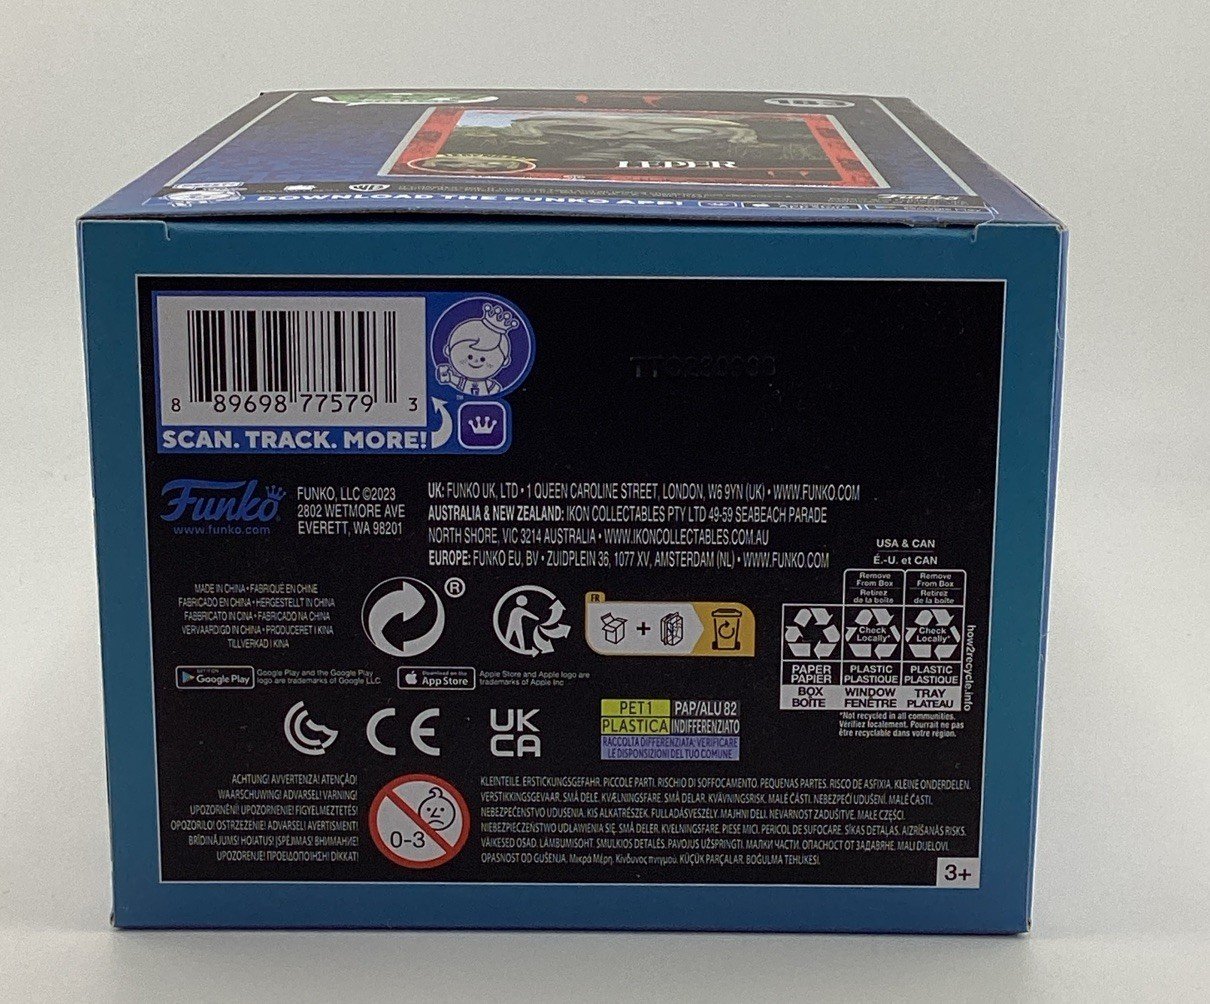 DOWNLOAD THE FUNKO APP!
Funko
8 89698 77579 3
SCAN. TRACK. MORE!
Funko
www.funko.com
FUNKO, LLC ©2023
2802 WETMORE AVE
EVERETT, WA 98201
UK: FUNKO UK, LTD • 1 QUEEN CAROLINE STREET, LONDON, W6 9YN (UK) • WWW.FUNKO.COM
AUSTRALIA & NEW ZEALAND: IKON COLLECTABLES PTY LTD 49-59 SEABEACH PARADE
NORTH SHORE, VIC 3214 AUSTRALIA • WWW.IKONCOLLECTABLES.COM.AU
EUROPE: FUNKO EU, BV • ZUIDPLEIN 36, 1077 XV, AMSTERDAM (NL) • WWW.FUNKO.COM
MADE IN CHINA • FABRIQUÉ EN CHINE
FABRICADO EN CHINA • HERGESTELLT IN CHINA
FABBRICATO IN CINA • FABRICADO NA CHINA
VERVAARDIGD IN CHINA • PRODUCERET I KINA
TILLVERKAD I KINA
®
FR
+
USA & CAN
É.-U. et CAN
Remove From Box
Retirez de la boîte
Remove From Box
Retirez de la boîte
Check Locally*
Check Locally*
PAPER
PAPIER
PLASTIC
PLASTIQUE
PLASTIC
PLASTIQUE
BOX
BOÎTE
WINDOW
FENÊTRE
TRAY
PLATEAU
how2recycle.info
*Not recycled in all communities.
Vérifiez localement. Pourrait ne pas
être recyclable dans votre région.
GET IT ON
Google Play
Google Play and the Google Play
logo are trademarks of Google LLC.
Download on the
App Store
Apple Store and Apple logo are
trademarks of Apple Inc
CE
UK
CA
PET1
PLASTICA
PAP/ALU 82
INDIFFERENZIATO
RACCOLTA DIFFERENZIATA: VERIFICARE
LE DISPOSIZIONI DEL TUO COMUNE
ACHTUNG! AVVERTENZA! ATENÇÃO!
WAARSCHUWING! ADVARSEL! VARNING!
UPOZORNĚNÍ! UPOZORNENIE! FIGYELMEZTETÉS!
OPOZORILO! OSTRZEŻENIE! ADVARSEL! AVERTISMENT!
BRĪDINĀJUMS! HOIATUS! ĮSPĖJIMAS! ВНИМАНИЕ!
UPOZORENJE! ΠΡΟΕΙΔΟΠΟΙΗΣΗ! DİKKAT!
0-3
KLEINTEILE. ERSTICKUNGSGEFAHR. PICCOLE PARTI. RISCHIO DI SOFFOCAMENTO. PEQUENAS PARTES. RISCO DE ASFIXIA. KLEINE ONDERDELEN.
VERSTIKKINGSGEVAAR. SMÅ DELE. KVÆLNINGSFARE. SMÅ DELAR. KVÄVNINGSRISK. MALÉ ČÁSTI. NEBEZPEČÍ UDUŠENÍ. MALÉ ČASTI.
NEBEZPEČENSTVO UDUSENIA. KIS ALKATRÉSZEK. FULLADÁSVESZÉLY. MAJHNI DELI. NEVARNOST ZADUŠITVE. MAŁE CZĘŚCI.
NIEBEZPIECZEŃSTWO UDŁAWIENIA SIĘ. SMÅ DELER. KVELNINGSFARE. PIESE MICI. PERICOL DE SUFOCARE. SĪKAS DETAĻAS. AIZRĪŠANĀS RISKS.
VÄIKESED OSAD. LÄMBUMISOHT. SMULKIOS DETALĖS. PAVOJUS UŽSPRINGTI. МАЛКИ ЧАСТИ. ОПАСНОСТ ОТ ЗАДАВЯНЕ. MALI DIJELOVI.
OPASNOST OD GUŠENJA. Μικρά Μέρη. Κίνδυνος πνιγμού. KÜÇÜK PARÇALAR. BOĞULMA TEHLİKESİ.
3+